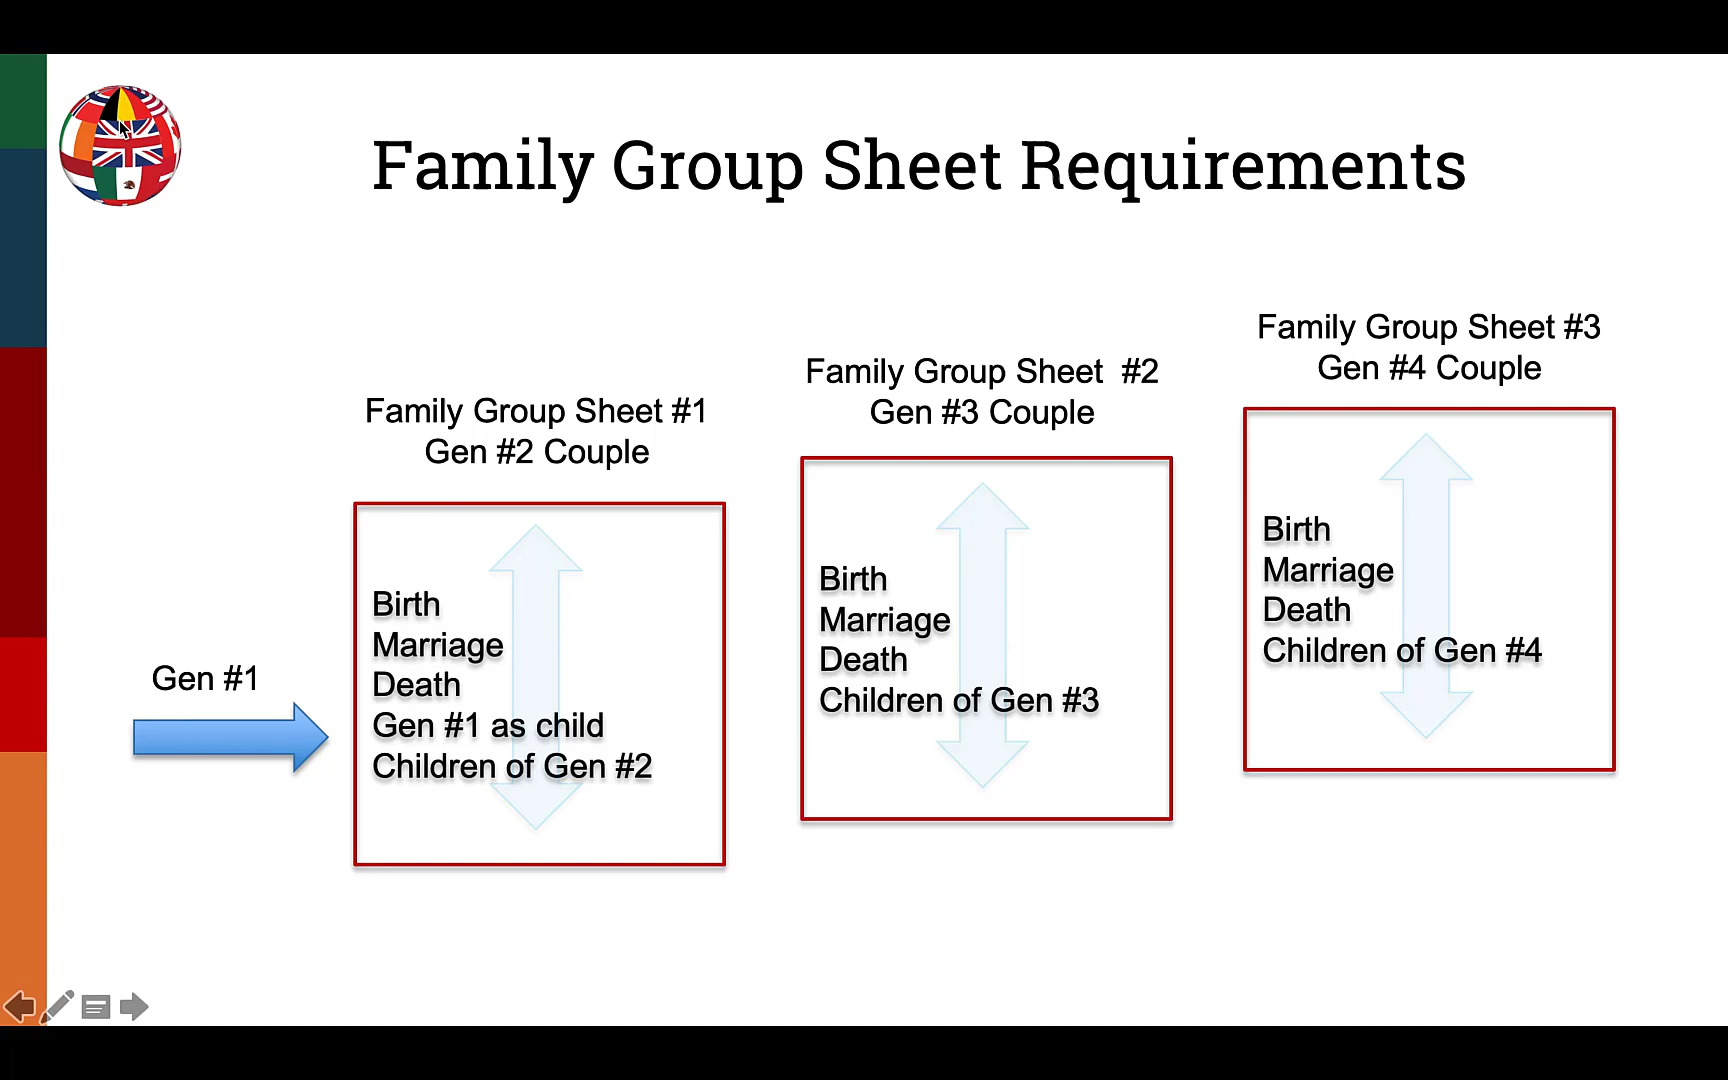 Family Group Sheet Requirements
Gen #1
Family Group Sheet #1
Gen #2 Couple
Birth
Marriage
Death
Gen #1 as child
Children of Gen #2
Family Group Sheet  #2
Gen #3 Couple
Birth
Marriage
Death
Children of Gen #3
Family Group Sheet #3
Gen #4 Couple
Birth
Marriage
Death
Children of Gen #4